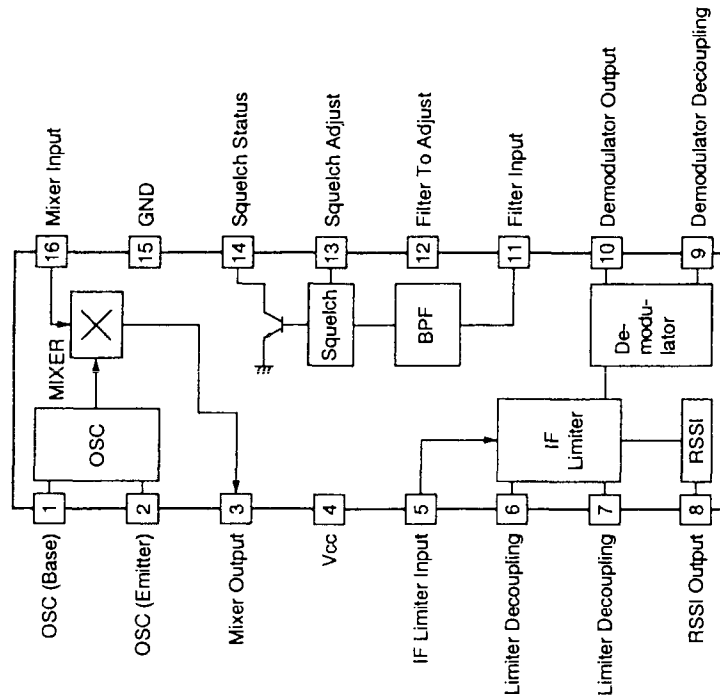 OSC (Base)
OSC (Emitter)
Mixer Output
Vcc
IF Limiter Input
Limiter Decoupling
Limiter Decoupling
RSSI Output
1
2
3
4
5
6
7
8
OSC
MIXER
IF
Limiter
RSSI
Squelch
BPF
De-
modu-
lator
16
15
14
13
12
11
10
9
Mixer Input
GND
Squelch Status
Squelch Adjust
Filter To Adjust
Filter Input
Demodulator Output
Demodulator Decoupling